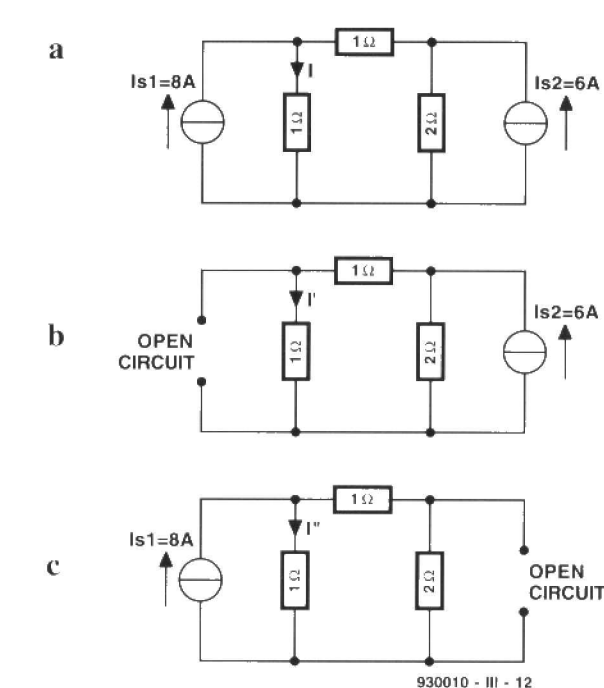 a
1Ω
Is1=8A
I
Is2=6A
1Ω
2Ω
b
1Ω
I'
Is2=6A
OPEN
CIRCUIT
1Ω
2Ω
c
1Ω
Is1=8A
I"
1Ω
2Ω
OPEN
CIRCUIT
930010 - III - 12